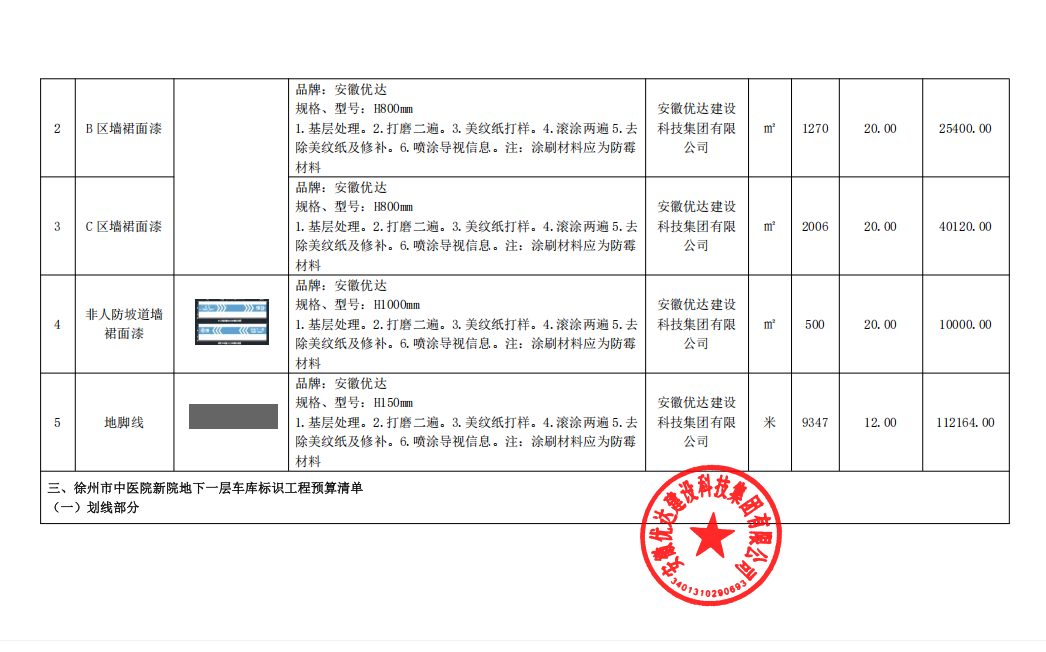 2
B 区墙裙面漆
品牌：安徽优达
规格、型号：H800mm
1.基层处理。2.打磨二遍。3.美纹纸打样。4.滚涂两遍 5.去
除美纹纸及修补。6.喷涂导视信息。注：涂刷材料应为防霉
材料
安徽优达建设
科技集团有限
公司
㎡
1270
20.00
25400.00
3
C 区墙裙面漆
品牌：安徽优达
规格、型号：H800mm
1.基层处理。2.打磨二遍。3.美纹纸打样。4.滚涂两遍 5.去
除美纹纸及修补。6.喷涂导视信息。注：涂刷材料应为防霉
材料
安徽优达建设
科技集团有限
公司
㎡
2006
20.00
40120.00
4
非人防坡道墙
裙面漆
品牌：安徽优达
规格、型号：H1000mm
1.基层处理。2.打磨二遍。3.美纹纸打样。4.滚涂两遍 5.去
除美纹纸及修补。6.喷涂导视信息。注：涂刷材料应为防霉
材料
安徽优达建设
科技集团有限
公司
㎡
500
20.00
10000.00
5
地脚线
品牌：安徽优达
规格、型号：H150mm
1.基层处理。2.打磨二遍。3.美纹纸打样。4.滚涂两遍 5.去
除美纹纸及修补。6.喷涂导视信息。注：涂刷材料应为防霉
材料
安徽优达建设
科技集团有限
公司
米
9347
12.00
112164.00
三、徐州市中医院新院地下一层车库标识工程预算清单
（一）划线部分
安徽优达建设科技集团有限公司
3401310290693